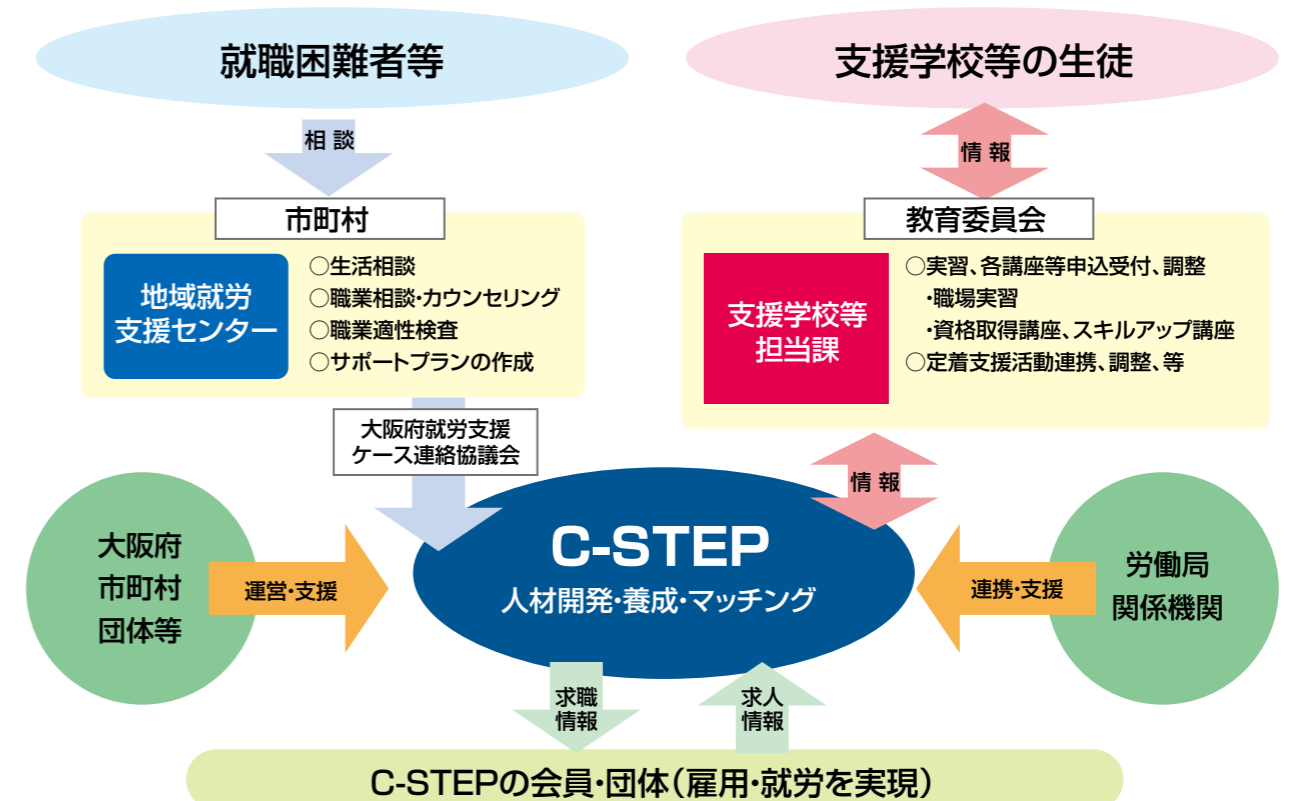 就職困難者等
支援学校等の生徒
相談
情報
市町村
地域就労
支援センター
○生活相談
○職業相談・カウンセリング
○職業適性検査
○サポートプランの作成
教育委員会
支援学校等
担当課
○実習、各講座等申込受付、調整
・職場実習
・資格取得講座、スキルアップ講座
○定着支援活動連携、調整、等
大阪府就労支援
ケース連絡協議会
情報
大阪府
市町村
団体等
運営・支援
C-STEP
人材開発・養成・マッチング
連携・支援
労働局
関係機関
求職
情報
求人
情報
C-STEPの会員・団体（雇用・就労を実現）